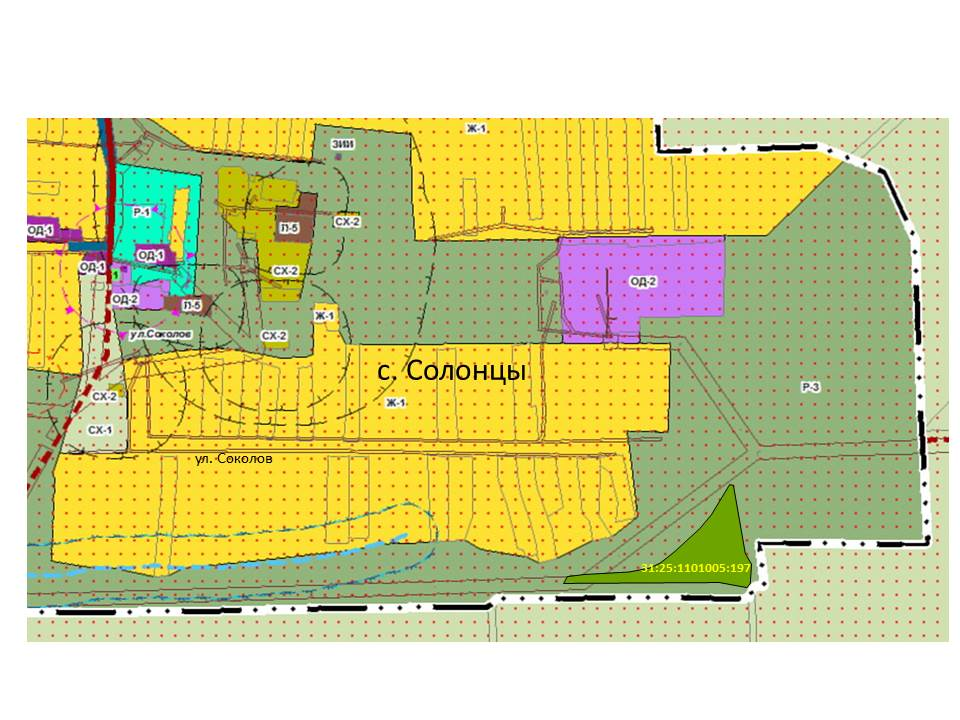 Ж-1
ЗИИ
Р-1
П-5
СХ-2
ОД-1
ОД-1
ОД-1
1
СХ-2
ОД-2
ОД-2
П-5
Ж-1
ул.Соколов
СХ-2
с. Солонцы
Р-3
СХ-2
Ж-1
СХ-1
ул. Соколов
31:25:1101005:197